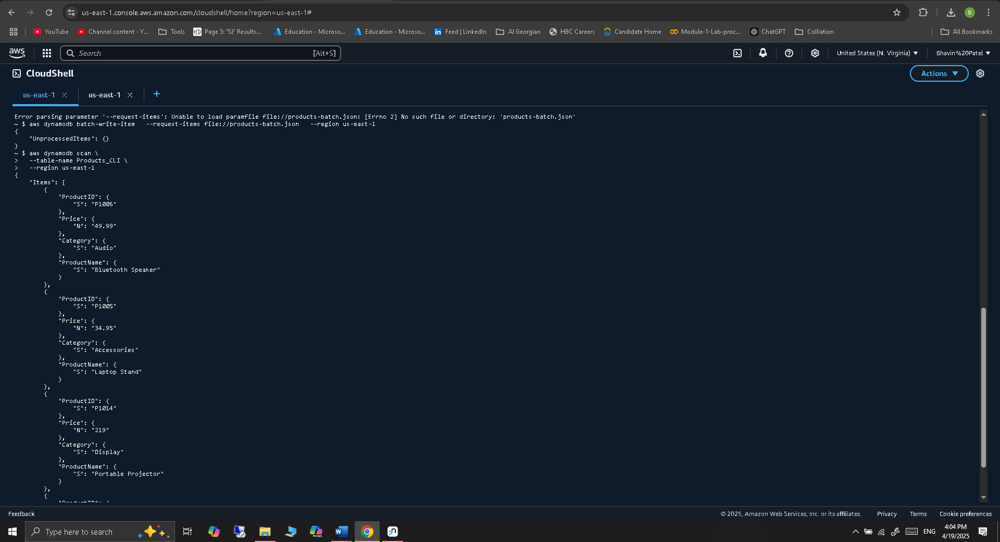 us-east-1.console.aws.amazon.com/cloudshell/home?region=us-east-1#
B
YouTube
Channel content - Y...
Tools
Page 3: '52' Results...
Education - Microso...
Education - Microso...
Feed | LinkedIn
AI Georgian
HBC Careers
Candidate Home
Module-1-Lab-proc...
ChatGPT
Colliation
All Bookmarks
aws
Search
[Alt+S]
United States (N. Virginia)
Bhavin%20Patel
CloudShell
Actions
us-east-1
us-east-1
Error parsing parameter '--request-items': Unable to load paramfile file://products-batch.json: [Errno 2] No such file or directory: 'products-batch.json'
~ $ aws dynamodb batch-write-item   --request-items file://products-batch.json   --region us-east-1
{
    "UnprocessedItems": {}
}
~ $ aws dynamodb scan \
>   --table-name Products_CLI \
>   --region us-east-1
{
    "Items": [
        {
            "ProductID": {
                "S": "P1006"
            },
            "Price": {
                "N": "49.99"
            },
            "Category": {
                "S": "Audio"
            },
            "ProductName": {
                "S": "Bluetooth Speaker"
            }
        },
        {
            "ProductID": {
                "S": "P1005"
            },
            "Price": {
                "N": "34.95"
            },
            "Category": {
                "S": "Accessories"
            },
            "ProductName": {
                "S": "Laptop Stand"
            }
        },
        {
            "ProductID": {
                "S": "P1014"
            },
            "Price": {
                "N": "219"
            },
            "Category": {
                "S": "Display"
            },
            "ProductName": {
                "S": "Portable Projector"
            }
        },
        {
            "ProductID": {
Feedback
© 2025, Amazon Web Services, Inc. or its affiliates.
Privacy
Terms
Cookie preferences
Type here to search
M365
ENG
4:04 PM
4/19/2025